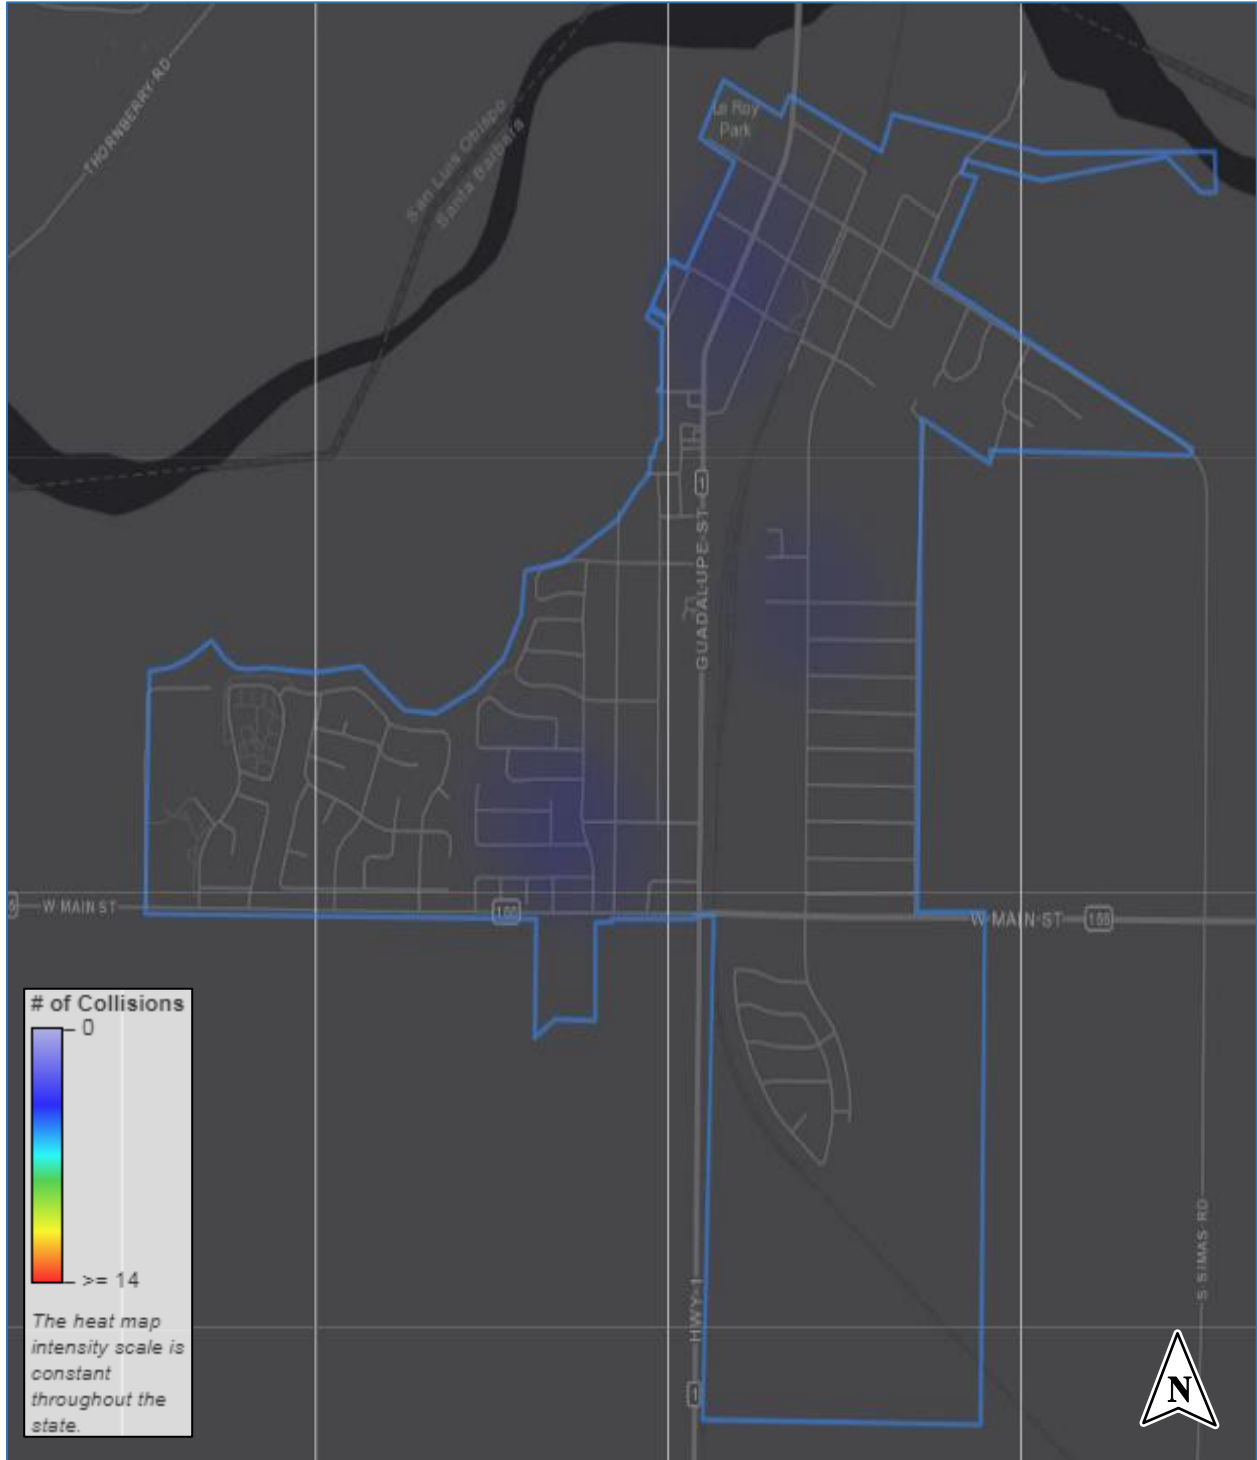 THORNBERRY RD
San Luis Obispo
Santa Barbara
Le Roy
Park
1
GUADALUPE ST
W MAIN ST
166
W MAIN ST
166
# of Collisions
0
>= 14
The heat map
intensity scale is
constant
throughout the
state.
S SIMAS RD
HWY 1
1
N